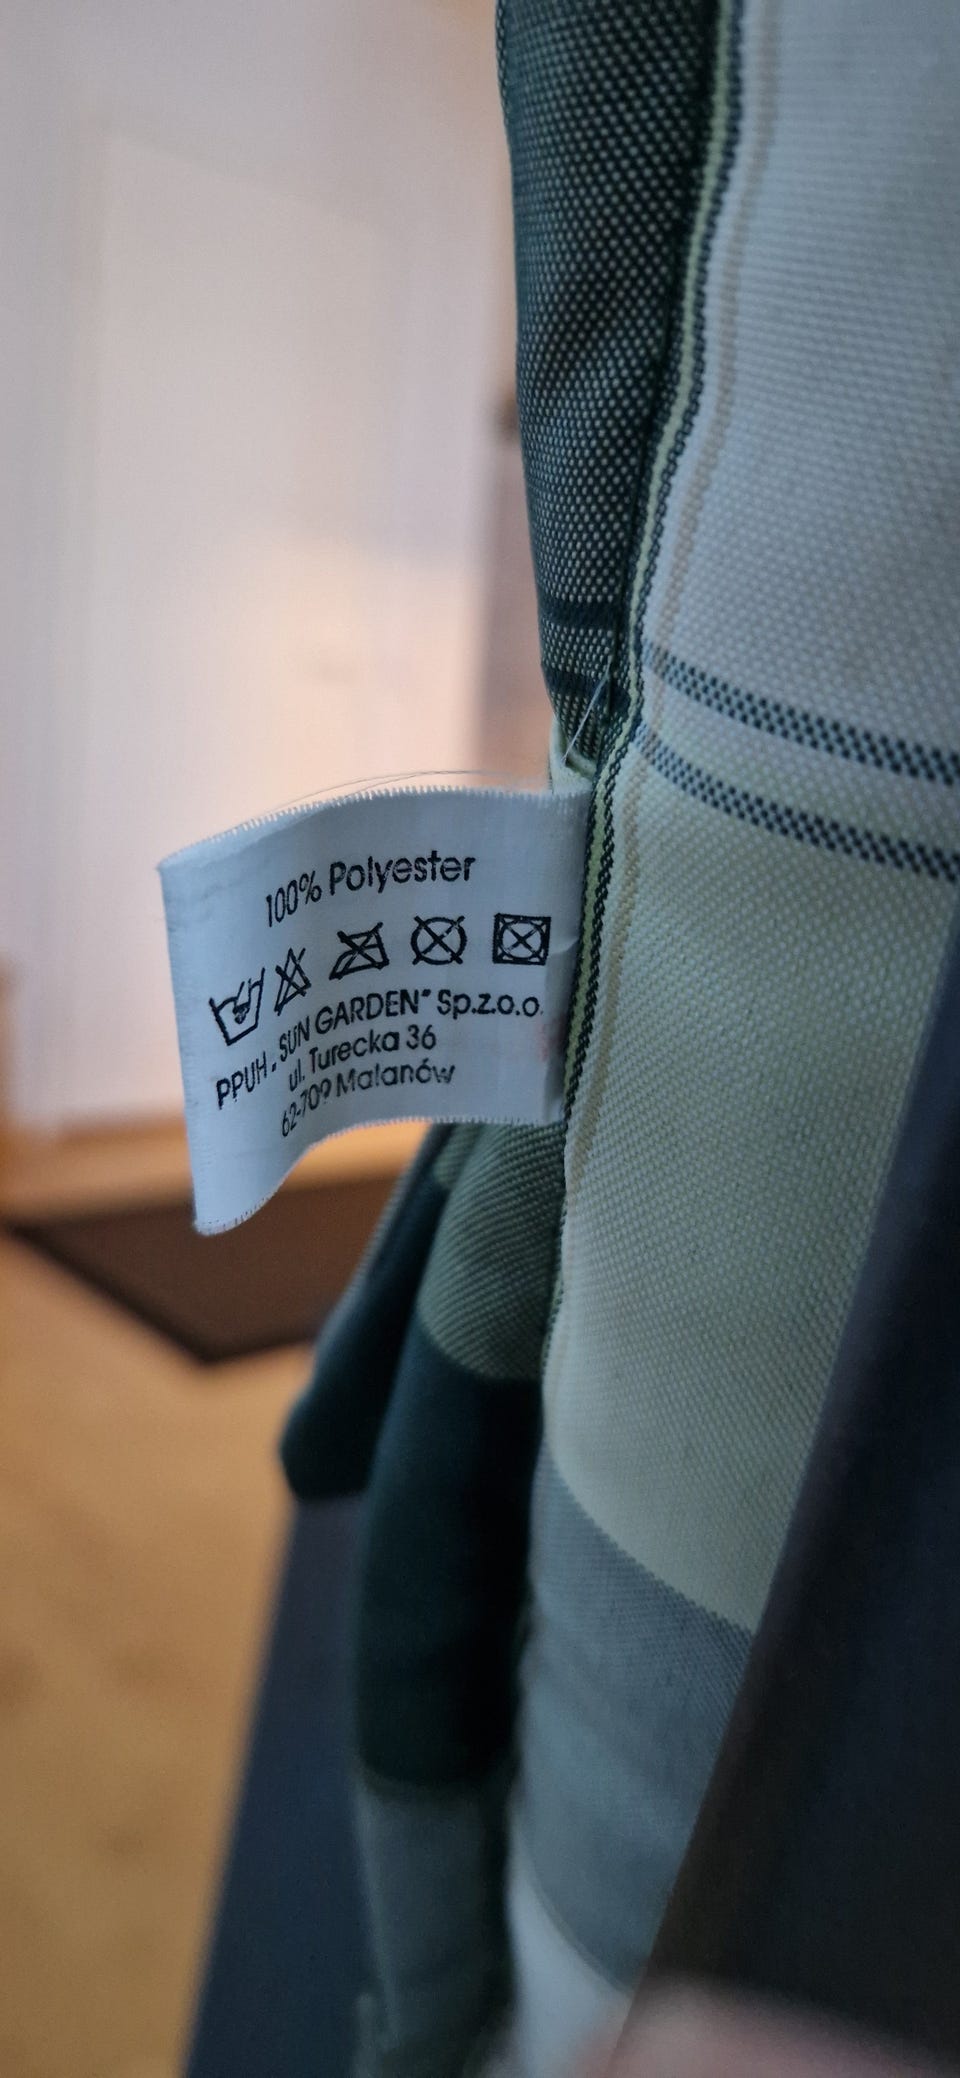 100% Polyester
PPUH „SUN GARDEN" Sp.z.o.o.
ul. Turecka 36
62-709 Malanów